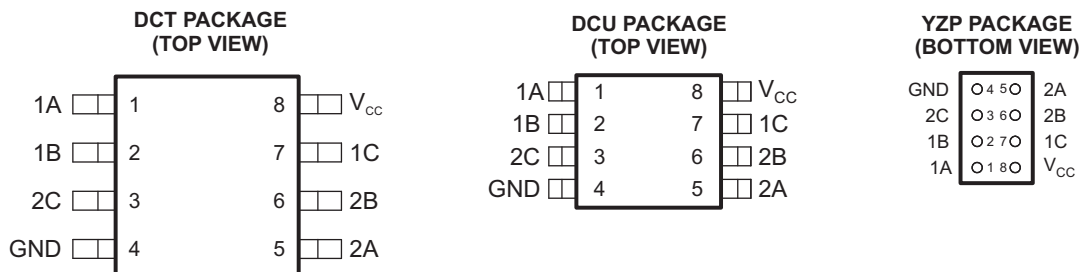 DCT PACKAGE
(TOP VIEW)
1A 1 8 VCC
1B 2 7 1C
2C 3 6 2B
GND 4 5 2A
DCU PACKAGE
(TOP VIEW)
1A 1 8 VCC
1B 2 7 1C
2C 3 6 2B
GND 4 5 2A
YZP PACKAGE
(BOTTOM VIEW)
GND 4 5 2A
2C 3 6 2B
1B 2 7 1C
1A 1 8 VCC